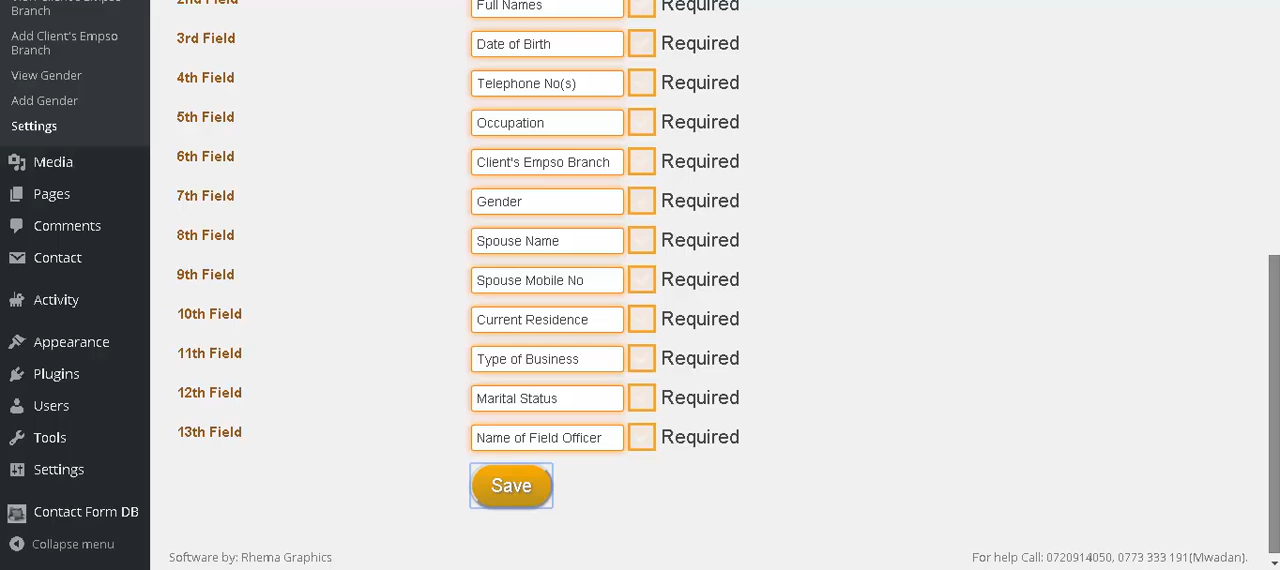 Branch
Add Client's Empso
Branch
View Gender
Add Gender
Settings
Media
Pages
Comments
Contact
Activity
Appearance
Plugins
Users
Tools
Settings
Contact Form DB
Collapse menu
2nd Field Full Names Required
3rd Field Date of Birth Required
4th Field Telephone No(s) Required
5th Field Occupation Required
6th Field Client's Empso Branch Required
7th Field Gender Required
8th Field Spouse Name Required
9th Field Spouse Mobile No Required
10th Field Current Residence Required
11th Field Type of Business Required
12th Field Marital Status Required
13th Field Name of Field Officer Required
Save
Software by: Rhema Graphics
For help Call: 0720914050, 0773 333 191(Mwadan).